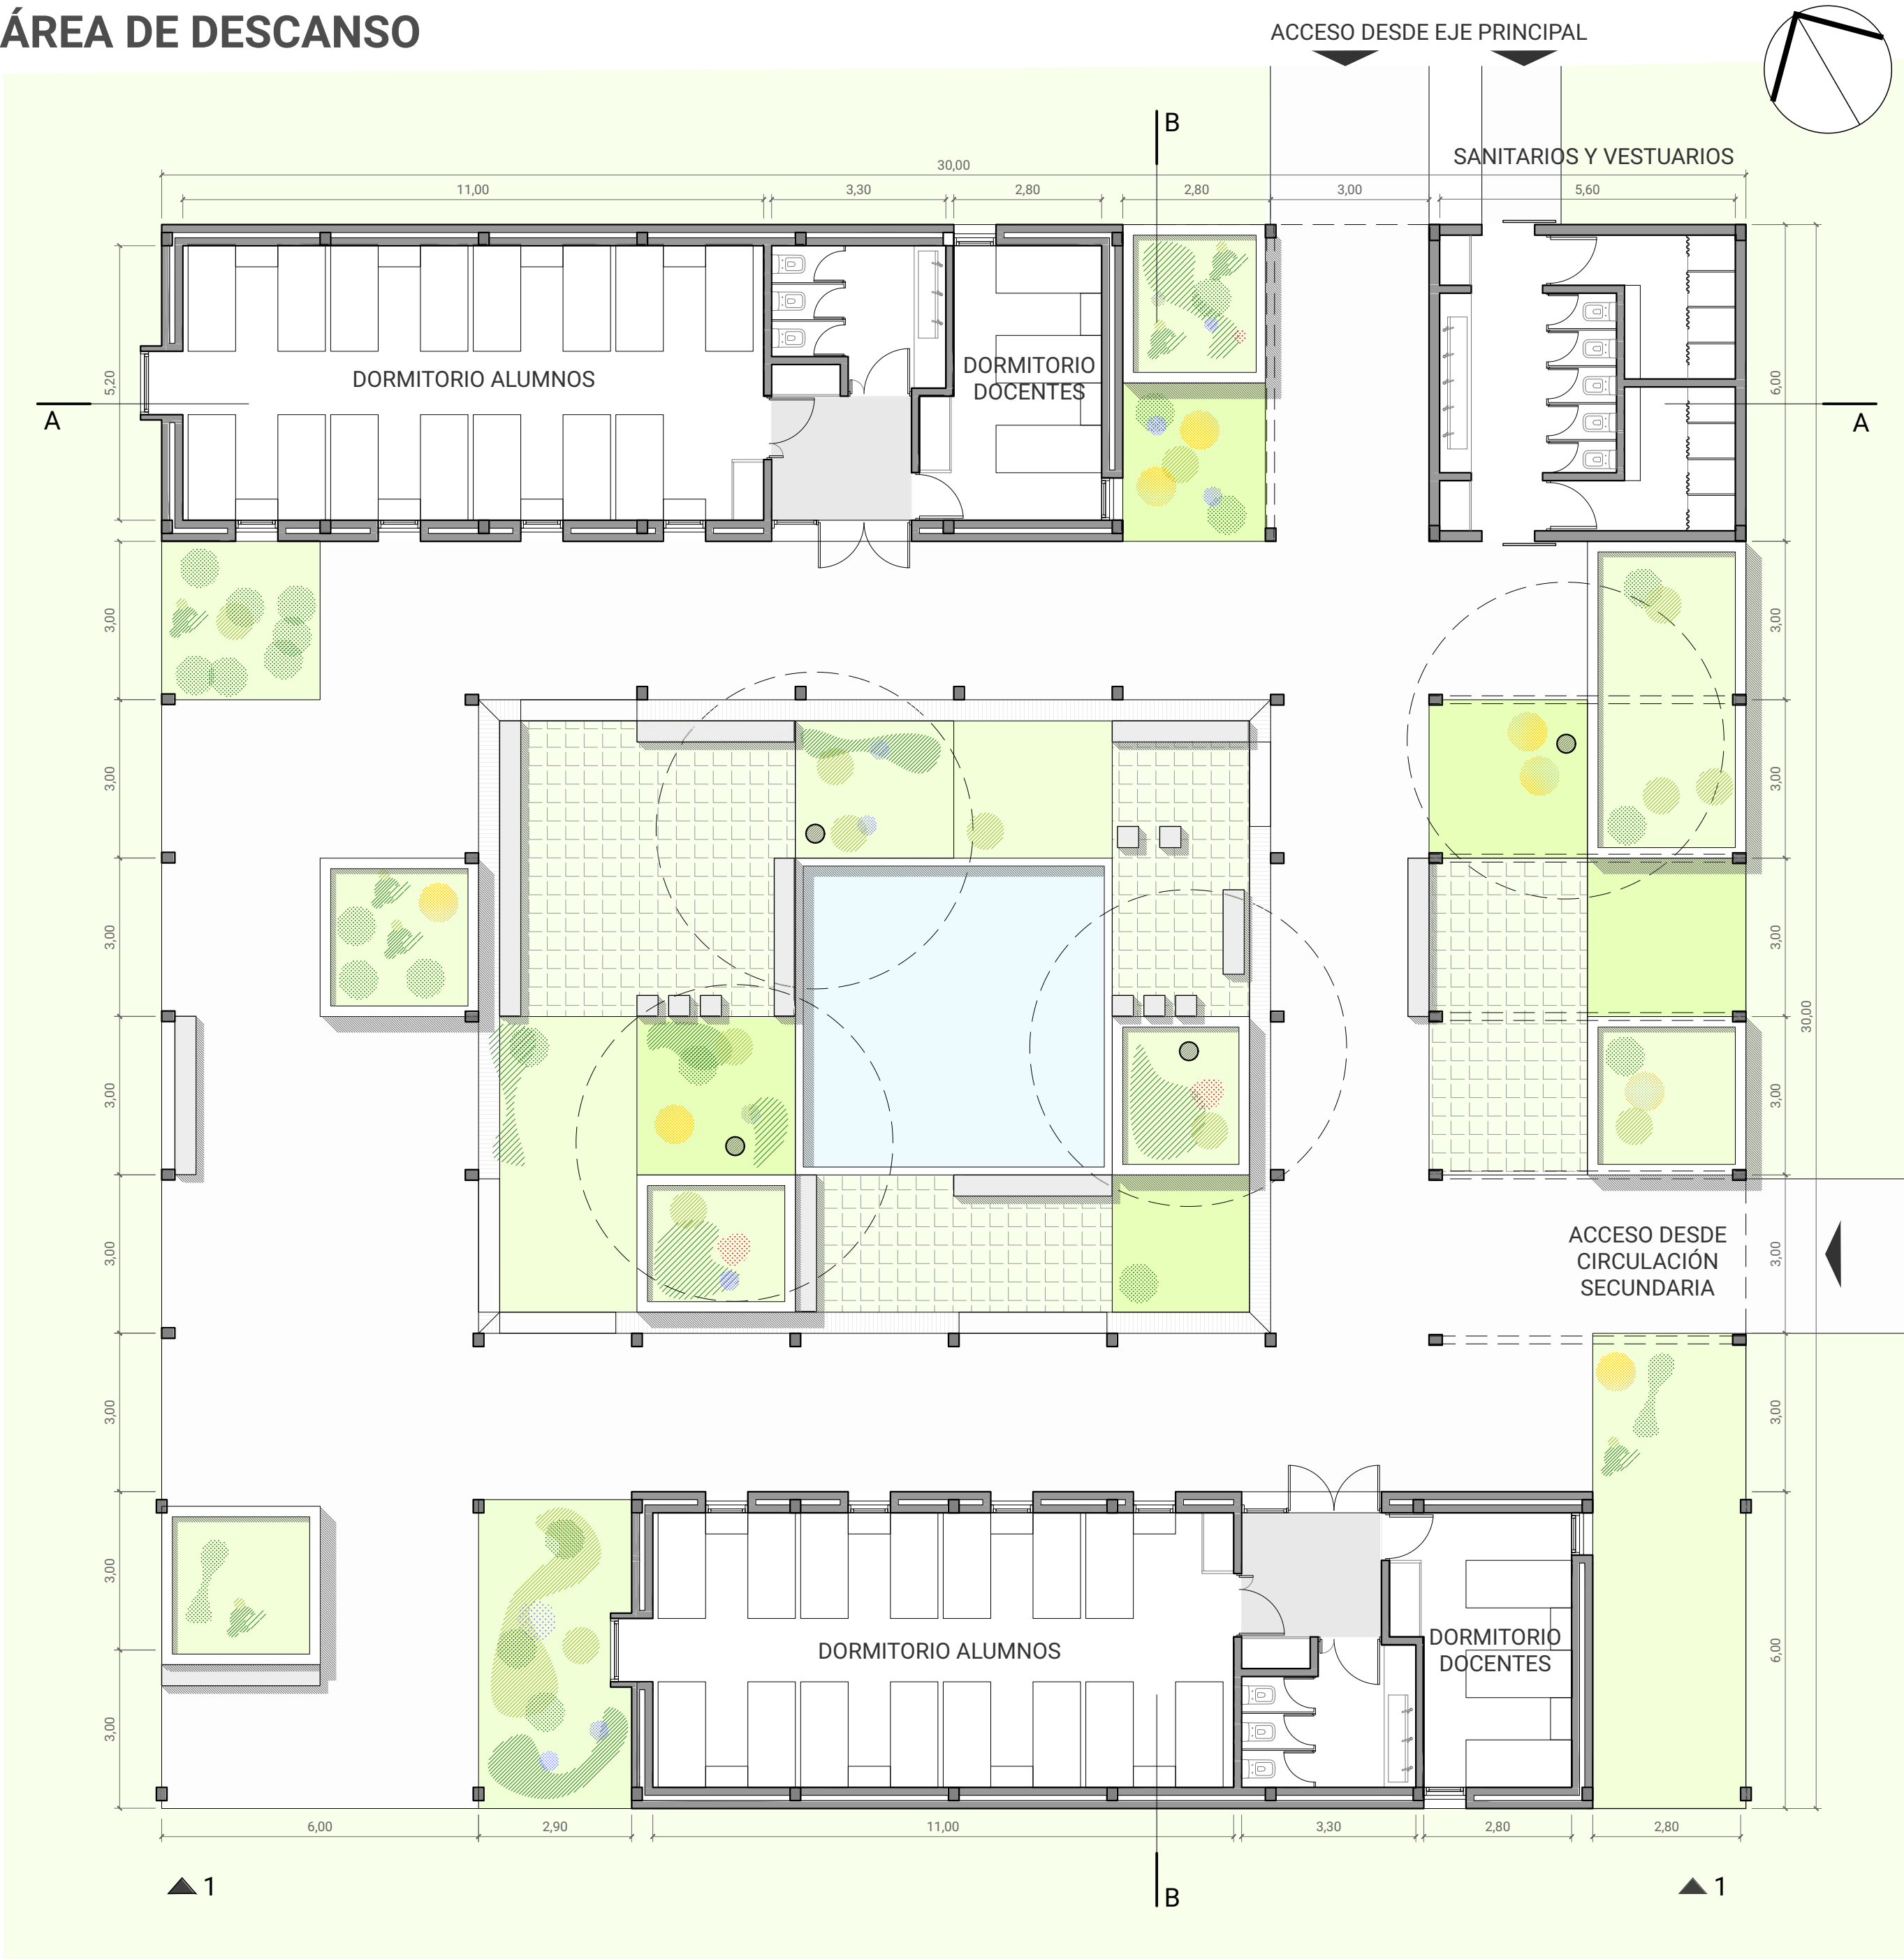 ÁREA DE DESCANSO
ACCESO DESDE EJE PRINCIPAL
B
SANITARIOS Y VESTUARIOS
30,00
11,00
3,30
2,80
2,80
3,00
5,60
DORMITORIO ALUMNOS
DORMITORIO
DOCENTES
5,20
6,00
A
A
3,00
3,00
3,00
3,00
3,00
3,00
30,00
3,00
3,00
3,00
3,00
ACCESO DESDE
CIRCULACIÓN
SECUNDARIA
3,00
3,00
3,00
DORMITORIO ALUMNOS
DORMITORIO
DOCENTES
6,00
3,00
6,00
2,90
11,00
3,30
2,80
2,80
1
B
1